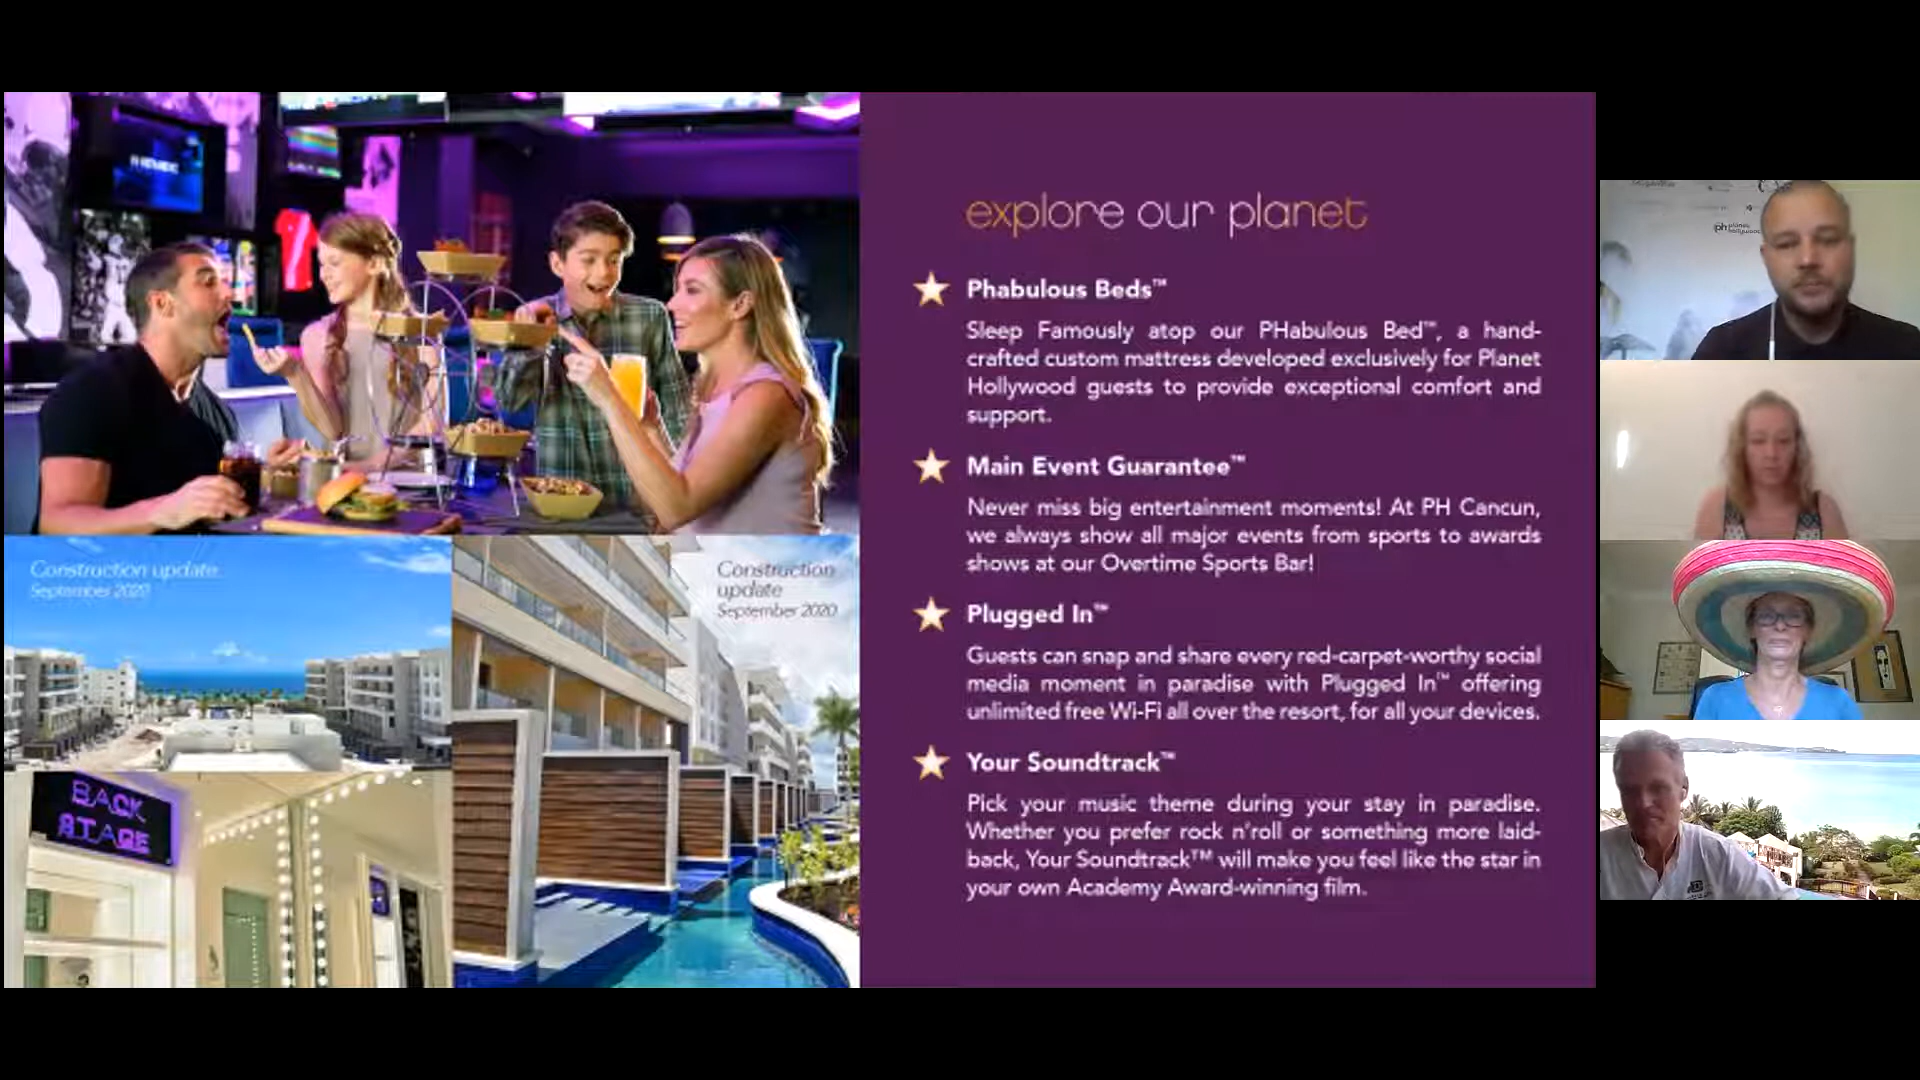 explore our planet
Phabulous Beds™
Sleep Famously atop our PHabulous Bed™, a hand-
crafted custom mattress developed exclusively for Planet
Hollywood guests to provide exceptional comfort and
support.
Main Event Guarantee™
Never miss big entertainment moments! At PH Cancun,
we always show all major events from sports to awards
shows at our Overtime Sports Bar!
Plugged In™
Guests can snap and share every red-carpet-worthy social
media moment in paradise with Plugged In™ offering
unlimited free Wi-Fi all over the resort, for all your devices.
Your Soundtrack™
Pick your music theme during your stay in paradise.
Whether you prefer rock n'roll or something more laid-
back, Your Soundtrack™ will make you feel like the star in
your own Academy Award-winning film.
Construction update
September 2020
Construction
update
September 2020
BACK
STAGE
ph planet
hollywood